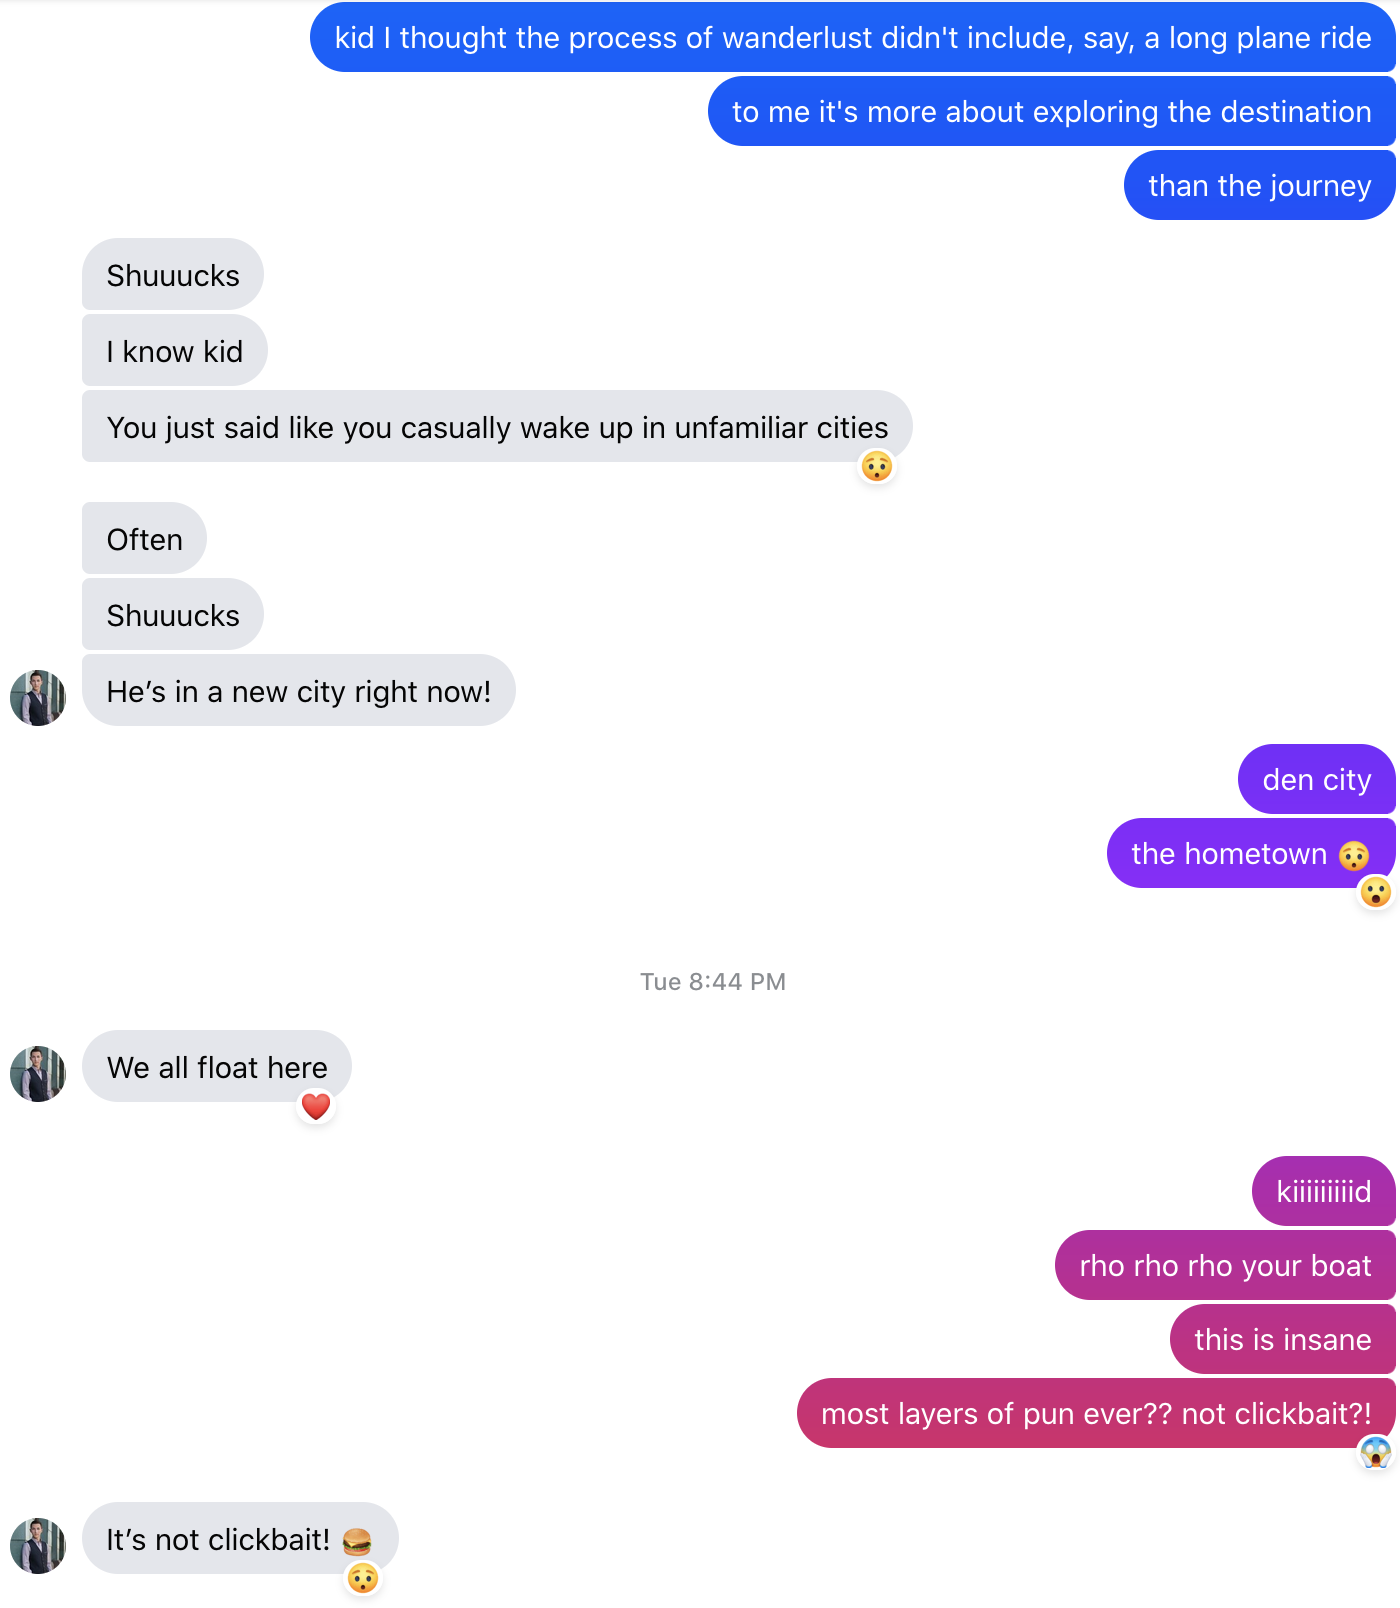 kid I thought the process of wanderlust didn't include, say, a long plane ride
to me it's more about exploring the destination
than the journey
Shuuucks
I know kid
You just said like you casually wake up in unfamiliar cities
😯
Often
Shuuucks
He’s in a new city right now!
den city
the hometown 😯
😮
Tue 8:44 PM
We all float here
❤️
kiiiiiiiiid
rho rho rho your boat
this is insane
most layers of pun ever?? not clickbait?!
😱
It’s not clickbait! 🍔
😯